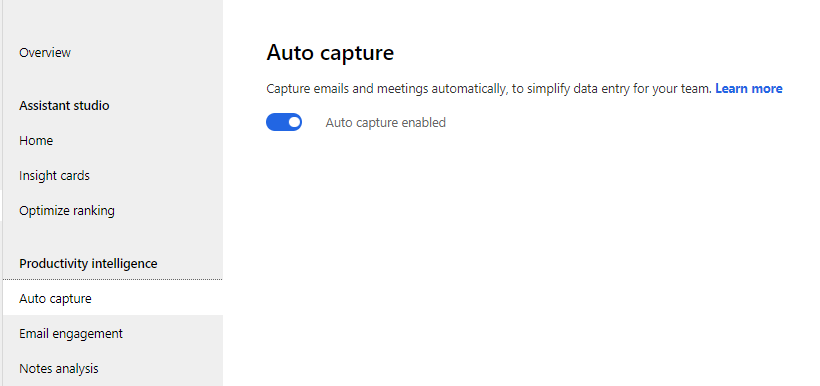 Overview
Assistant studio
Home
Insight cards
Optimize ranking
Productivity intelligence
Auto capture
Email engagement
Notes analysis
Auto capture
Capture emails and meetings automatically, to simplify data entry for your team. Learn more
Auto capture enabled